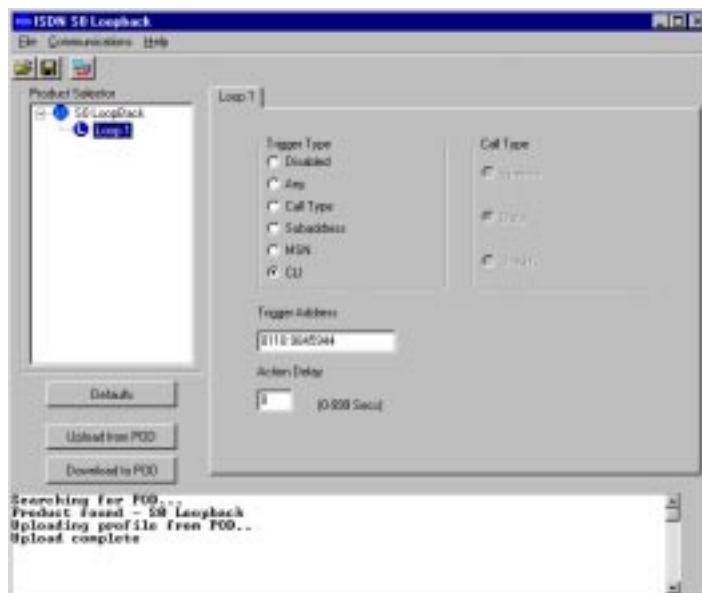 ISDN S0 Loopback
File Communications Help
Product Selector
S0 LoopBack
Loop 1
Loop 1
Trigger Type
Disabled
Any
Call Type
Subaddress
MSN
CLI
Call Type
Trigger Address
Action Delay
(0-999 Secs)
Defaults
Upload from POD
Download to POD
Searching for POD...
Product found - S0 Loopback
Uploading profile from POD..
Upload complete